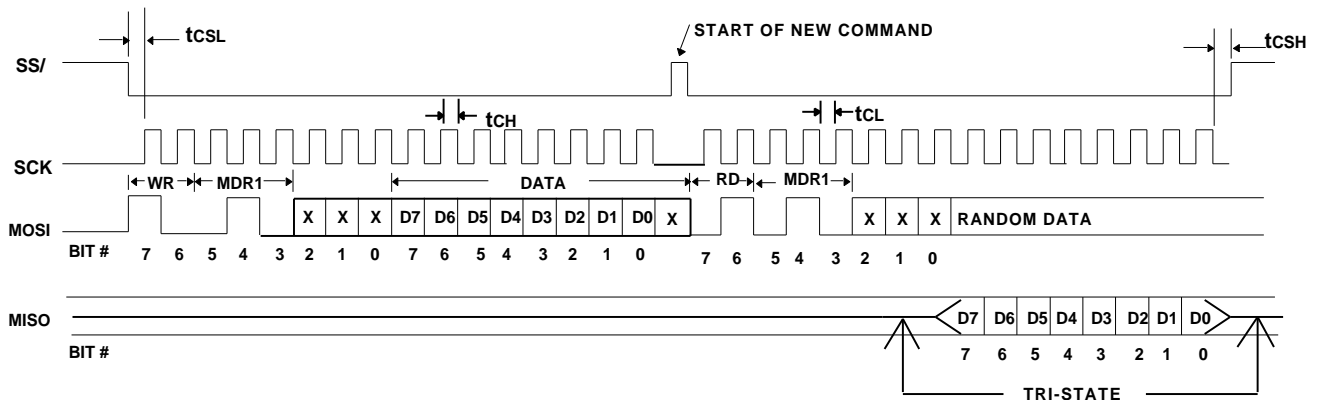 tCSL
START OF NEW COMMAND
tCSH
SS/
tCH
tCL
SCK
WR MDR1 DATA RD MDR1
MOSI X X X D7 D6 D5 D4 D3 D2 D1 D0 X X X X RANDOM DATA
BIT # 7 6 5 4 3 2 1 0 7 6 5 4 3 2 1 0 7 6 5 4 3 2 1 0
MISO D7 D6 D5 D4 D3 D2 D1 D0
BIT # 7 6 5 4 3 2 1 0
TRI-STATE